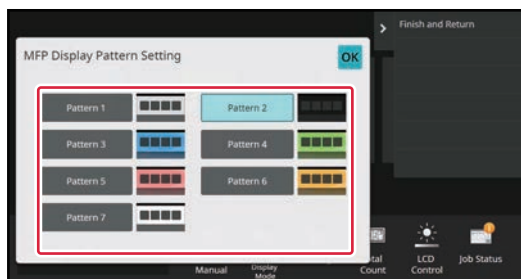 Finish and Return
MFP Display Pattern Setting
OK
Pattern 1
Pattern 2
Pattern 3
Pattern 4
Pattern 5
Pattern 6
Pattern 7
Manual
Display
Mode
Count
LCD
Control
Job Status